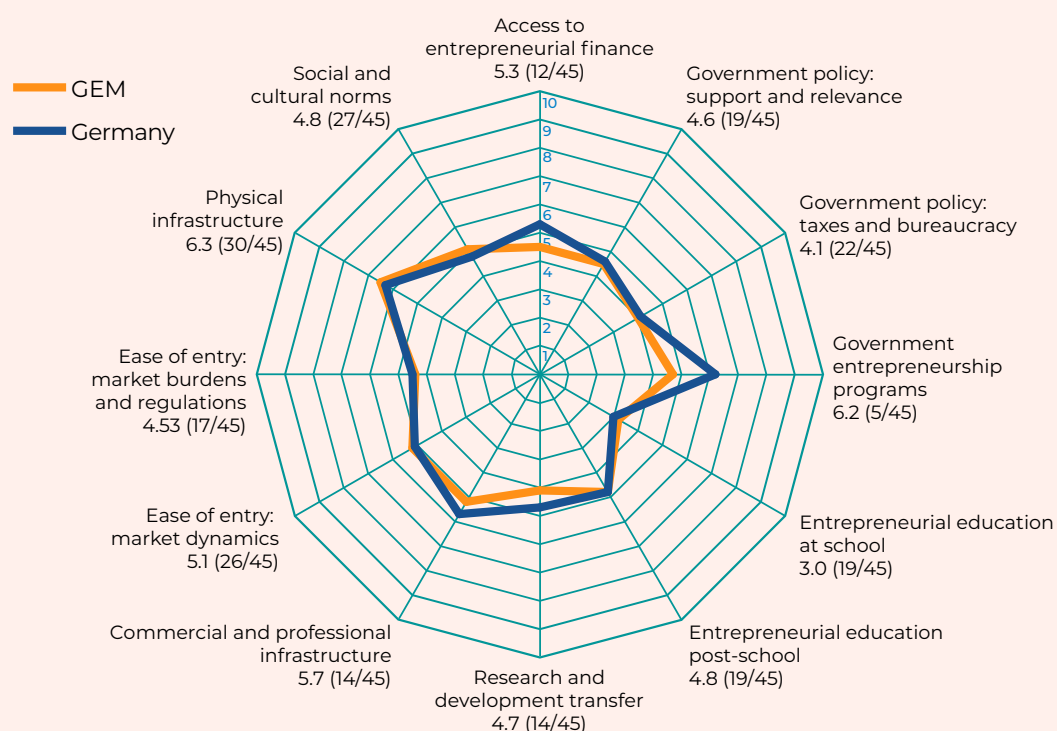 GEM
Germany
Access to
entrepreneurial finance
5.3 (12/45)
Government policy:
support and relevance
4.6 (19/45)
Government policy:
taxes and bureaucracy
4.1 (22/45)
Government
entrepreneurship
programs
6.2 (5/45)
Entrepreneurial education
at school
3.0 (19/45)
Entrepreneurial education
post-school
4.8 (19/45)
Research and
development transfer
4.7 (14/45)
Commercial and professional
infrastructure
5.7 (14/45)
Ease of entry:
market dynamics
5.1 (26/45)
Ease of entry:
market burdens
and regulations
4.53 (17/45)
Physical
infrastructure
6.3 (30/45)
Social and
cultural norms
4.8 (27/45)
10
9
8
7
6
5
4
3
2
1